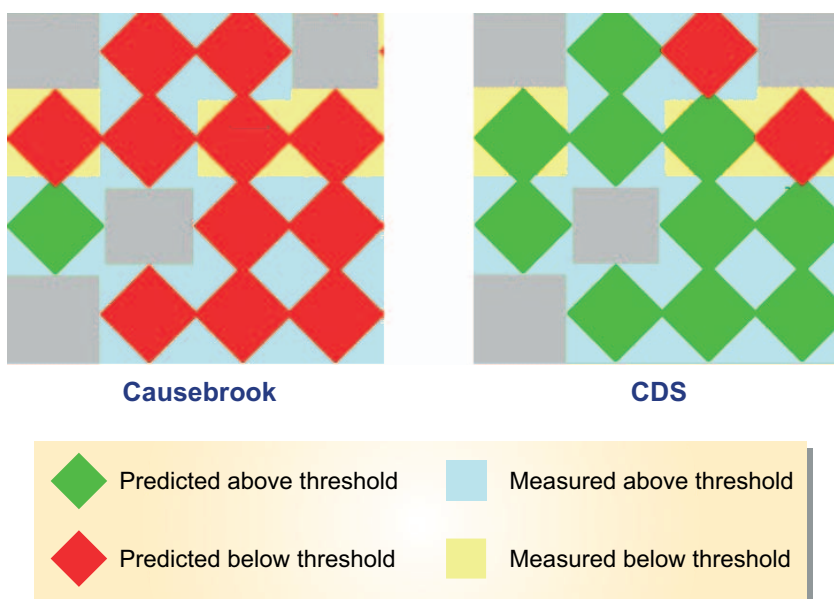 Causebrook
CDS
Predicted above threshold
Measured above threshold
Predicted below threshold
Measured below threshold